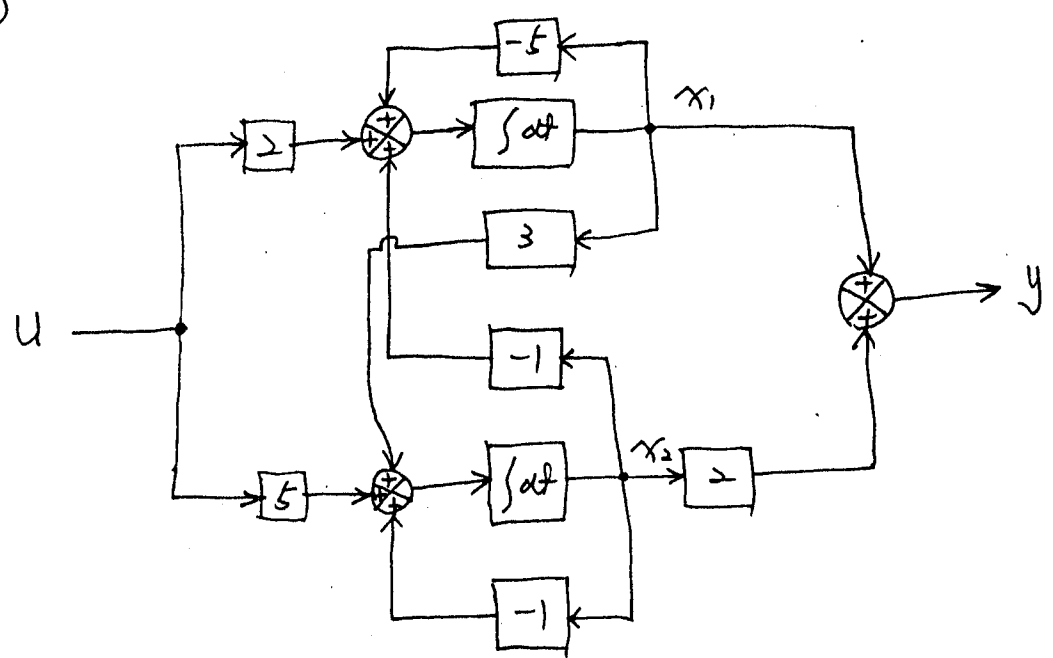 )
-5
x₁
+
2
+
+
∫dt
3
+
u
y
+
-1
x₂
+
5
+
+
∫dt
2
-1